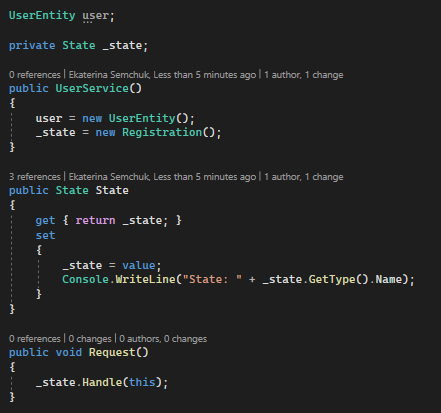 UserEntity user;
private State _state;
0 references | Ekaterina Semchuk, Less than 5 minutes ago | 1 author, 1 change
public UserService()
{
user = new UserEntity();
_state = new Registration();
}
3 references | Ekaterina Semchuk, Less than 5 minutes ago | 1 author, 1 change
public State State
{
get { return _state; }
set
{
_state = value;
Console.WriteLine("State: " + _state.GetType().Name);
}
}
0 references | 0 changes | 0 authors, 0 changes
public void Request()
{
_state.Handle(this);
}